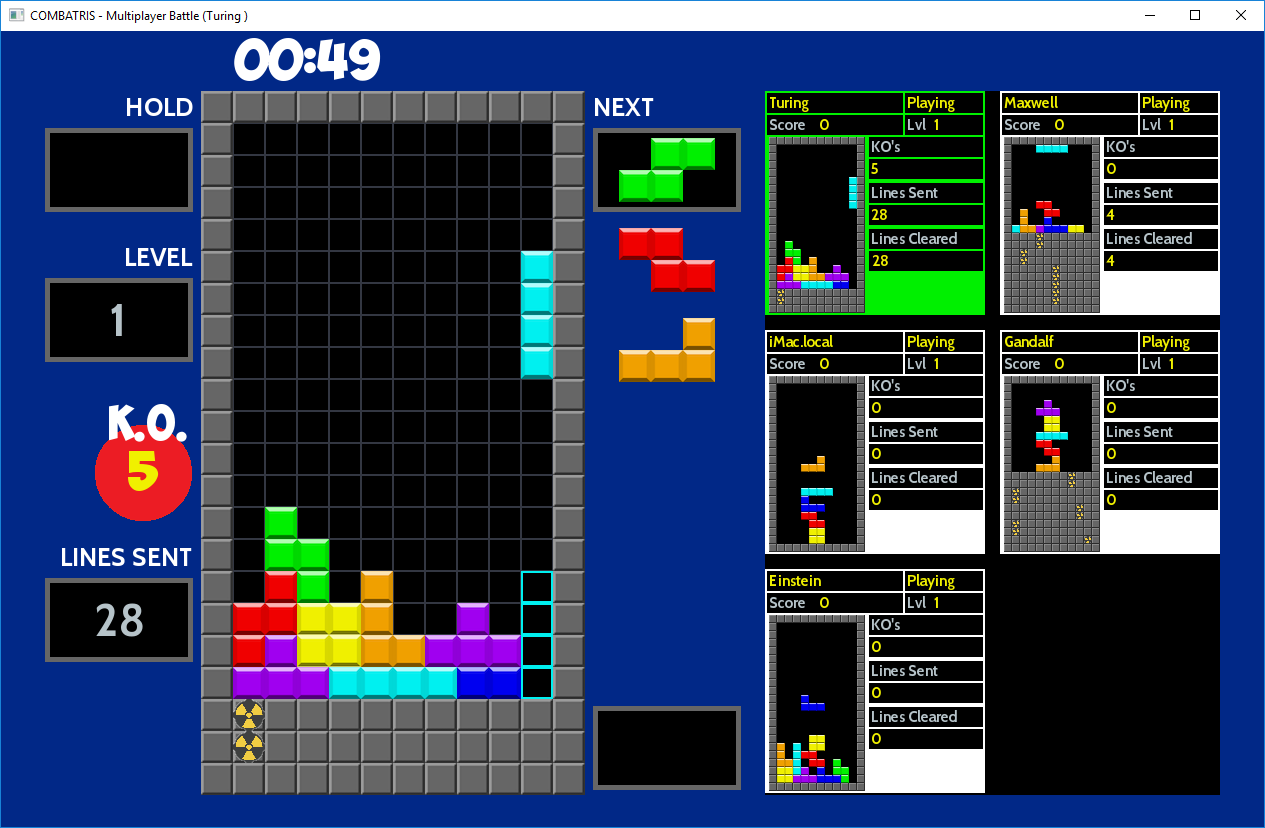 COMBATRIS - Multiplayer Battle (Turing )
00:49
HOLD
LEVEL
1
K.O.
5
LINES SENT
28
NEXT
Turing Playing
Score 0 Lvl 1
KO's
5
Lines Sent
28
Lines Cleared
28
Maxwell Playing
Score 0 Lvl 1
KO's
0
Lines Sent
4
Lines Cleared
4
iMac.local Playing
Score 0 Lvl 1
KO's
0
Lines Sent
0
Lines Cleared
0
Gandalf Playing
Score 0 Lvl 1
KO's
0
Lines Sent
0
Lines Cleared
0
Einstein Playing
Score 0 Lvl 1
KO's
0
Lines Sent
0
Lines Cleared
0